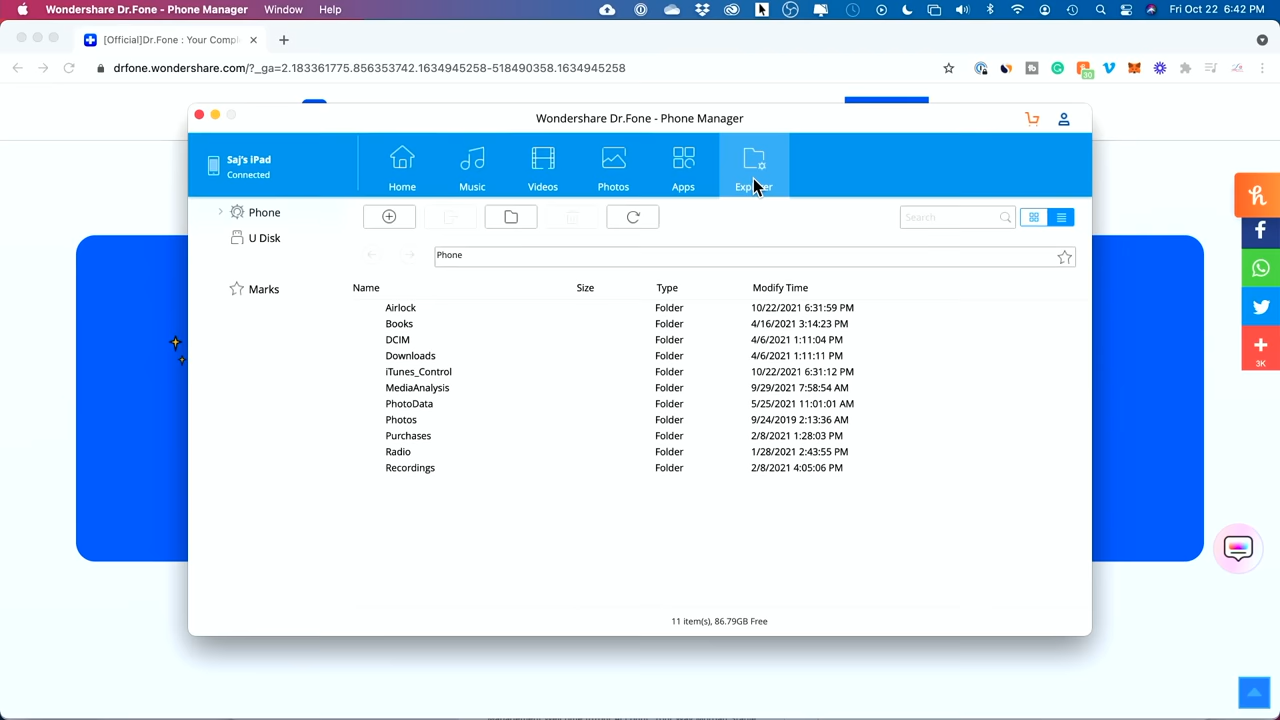 Wondershare Dr.Fone - Phone Manager Window Help Fri Oct 22 6:42 PM
[Official]Dr.Fone : Your Compl
drfone.wondershare.com/?_ga=2.183361775.856353742.1634945258-518490358.1634945258
30
Wondershare Dr.Fone - Phone Manager
Saj's iPad
Connected
Home Music Videos Photos Apps
Phone
U Disk
Marks
Search
Phone
Name Size Type Modify Time
Airlock Folder 10/22/2021 6:31:59 PM
Books Folder 4/16/2021 3:14:23 PM
DCIM Folder 4/6/2021 1:11:04 PM
Downloads Folder 4/6/2021 1:11:11 PM
iTunes_Control Folder 10/22/2021 6:31:12 PM
MediaAnalysis Folder 9/29/2021 7:58:54 AM
PhotoData Folder 5/25/2021 11:01:01 AM
Photos Folder 9/24/2019 2:13:36 AM
Purchases Folder 2/8/2021 1:28:03 PM
Radio Folder 1/28/2021 2:43:55 PM
Recordings Folder 2/8/2021 4:05:06 PM
11 item(s), 86.79GB Free
3K